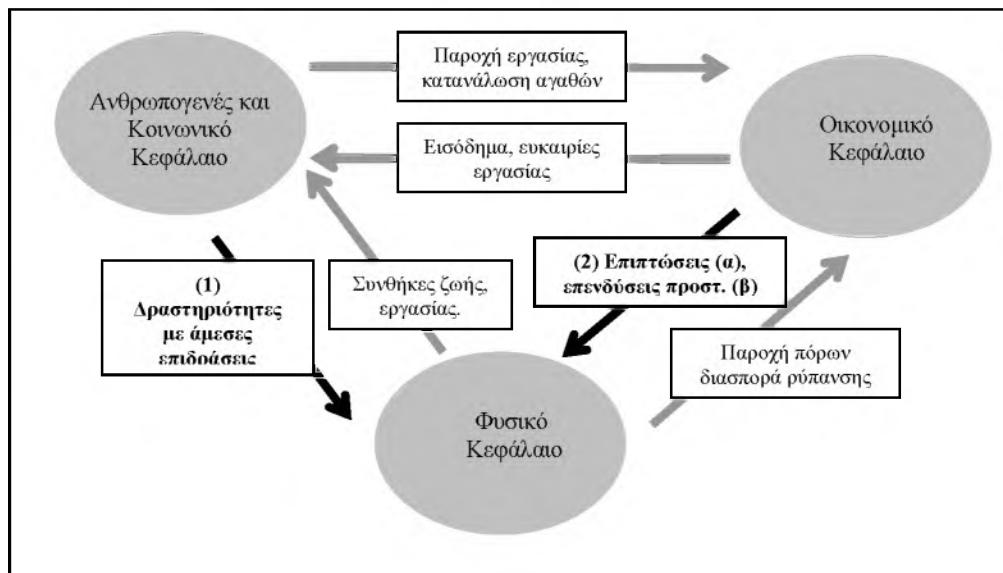 Παροχή εργασίας,
κατανάλωση αγαθών
Ανθρωπογενές και
Κοινωνικό
Κεφάλαιο
Οικονομικό
Κεφάλαιο
Εισόδημα, ευκαιρίες
εργασίας
(1)
Δραστηριότητες
με άμεσες
επιδράσεις
Συνθήκες ζωής,
εργασίας.
(2) Επιπτώσεις (α),
επενδύσεις προστ. (β)
Παροχή πόρων
διασπορά ρύπανσης
Φυσικό
Κεφάλαιο